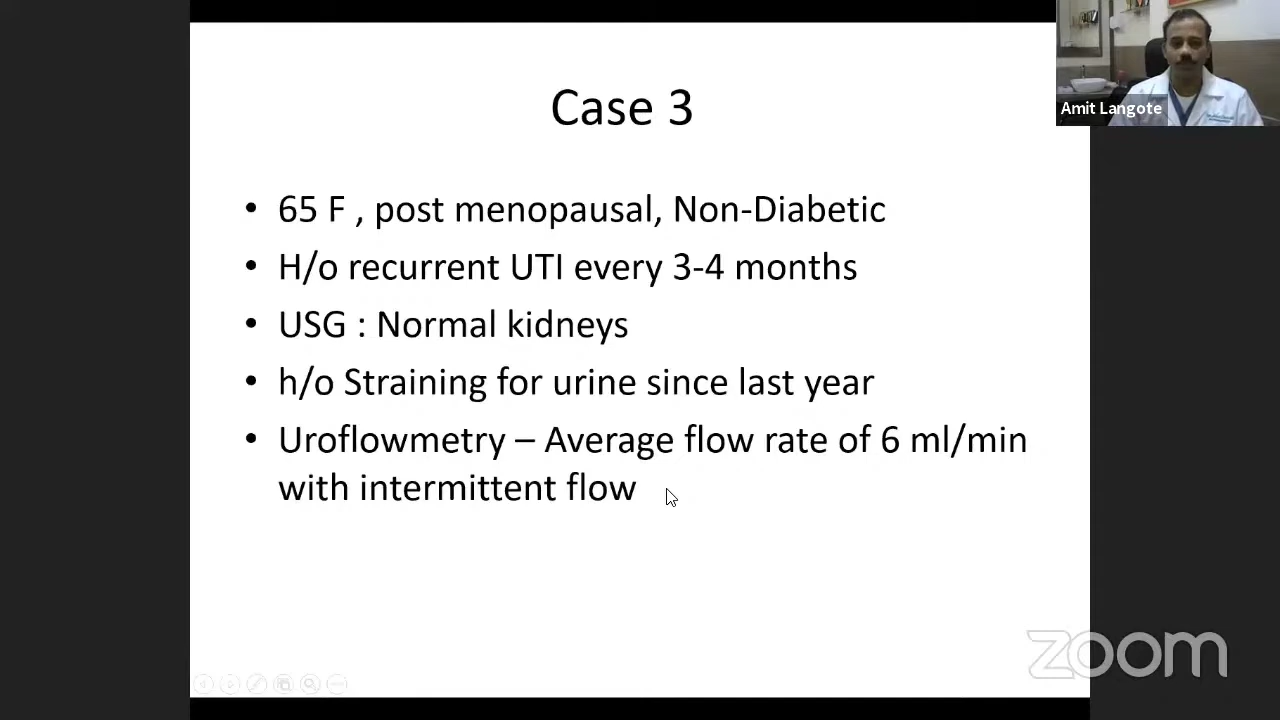 Case 3
Amit Langote
• 65 F , post menopausal, Non-Diabetic
• H/o recurrent UTI every 3-4 months
• USG : Normal kidneys
• h/o Straining for urine since last year
• Uroflowmetry – Average flow rate of 6 ml/min
with intermittent flow
zoom